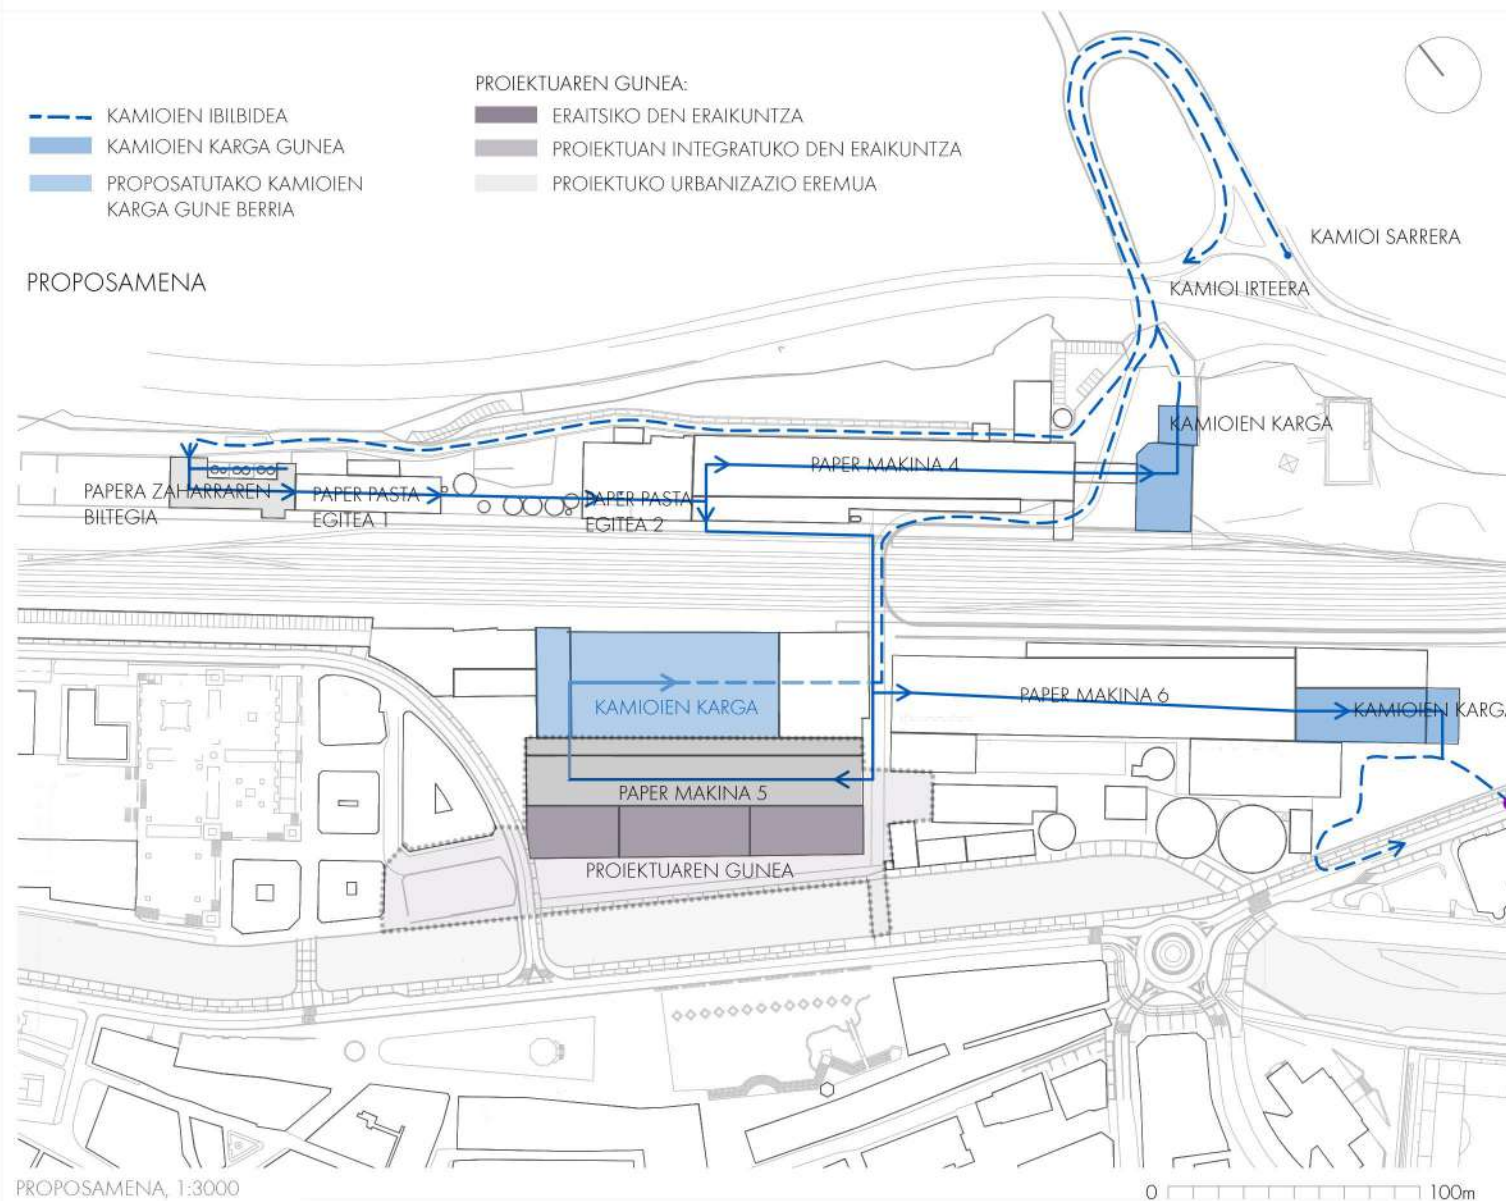 PROIEKTUAREN GUNEA:
KAMIOIEN IBILBIDEA
ERAITSIKO DEN ERAIKUNTZA
KAMIOIEN KARGA GUNEA
PROIEKTUAN INTEGRATUKO DEN ERAIKUNTZA
PROPOSATUTAKO KAMIOIEN
KARGA GUNE BERRIA
PROIEKTUKO URBANIZAZIO EREMUA
KAMIOI SARRERA
PROPOSAMENA
KAMIOI IRTEERA
KAMIOIEN KARGA
PAPER MAKINA 4
PAPERA ZAHARRAREN
BILTEGIA
PAPER PASTA
EGITEA 1
PAPER PASTA
EGITEA 2
KAMIOIEN KARGA
PAPER MAKINA 6
KAMIOIEN KARGA
PAPER MAKINA 5
PROIEKTUAREN GUNEA
PROPOSAMENA, 1:3000
0 100m